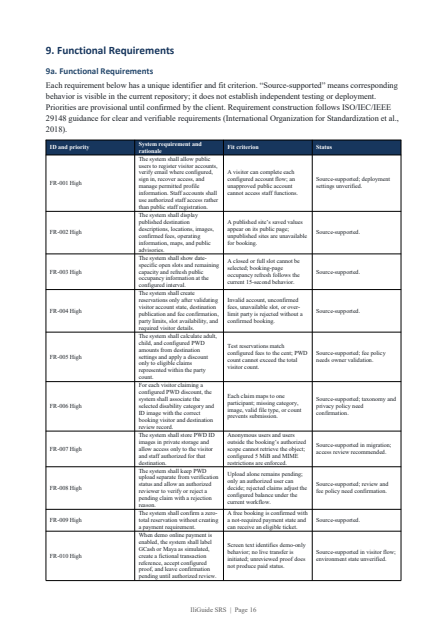 9. Functional Requirements
9a. Functional Requirements
Each requirement below has a unique identifier and fit criterion. “Source-supported” means corresponding
behavior is visible in the current repository; it does not establish independent testing or deployment.
Priorities are provisional until confirmed by the client. Requirement construction follows ISO/IEC/IEEE
29148 guidance for clear and verifiable requirements (International Organization for Standardization et al.,
2018).
ID and priority
System requirement and
rationale
Fit criterion
Status
FR-001 High
The system shall allow public
users to register visitor accounts,
verify email where configured,
sign in, recover access, and
manage permitted profile
information. Staff accounts shall
use authorized staff access rather
than public staff registration.
A visitor can complete each
configured account flow; an
unapproved public account
cannot access staff functions.
Source-supported; deployment
settings unverified.
FR-002 High
The system shall display
published destination
descriptions, locations, images,
confirmed fees, operating
information, maps, and public
advisories.
A published site’s saved values
appear on its public page;
unpublished sites are unavailable
for booking.
Source-supported.
FR-003 High
The system shall show date-
specific open slots and remaining
capacity and refresh public
occupancy information at the
configured interval.
A closed or full slot cannot be
selected; booking-page
occupancy refresh follows the
current 15-second behavior.
Source-supported.
FR-004 High
The system shall create
reservations only after validating
visitor account state, destination
publication and fee confirmation,
party limits, slot availability, and
required visitor details.
Invalid account, unconfirmed
fees, unavailable slot, or over-
limit party is rejected without a
confirmed booking.
Source-supported.
FR-005 High
The system shall calculate adult,
child, and configured PWD
amounts from destination
settings and apply a discount
only to eligible claims
represented within the party
count.
Test reservations match
configured fees to the cent; PWD
count cannot exceed the total
visitor count.
Source-supported; fee policy
needs owner validation.
FR-006 High
For each visitor claiming a
configured PWD discount, the
system shall associate the
selected disability category and
ID image with the correct
booking visitor and destination
review record.
Each claim maps to one
participant; missing category,
image, valid file type, or count
prevents submission.
Source-supported; taxonomy and
privacy policy need
confirmation.
FR-007 High
The system shall store PWD ID
images in private storage and
allow access only to the visitor
and staff authorized for that
destination.
Anonymous users and users
outside the booking’s authorized
scope cannot retrieve the object;
configured 5 MB and MIME
restrictions are enforced.
Source-supported in migration;
access review recommended.
FR-008 High
The system shall keep PWD
upload separate from verification
status and allow an authorized
reviewer to verify or reject a
pending claim with a rejection
reason.
Upload alone remains pending;
only an authorized user can
decide; rejected claims adjust the
configured balance under the
current workflow.
Source-supported; review and
fee policy need confirmation.
FR-009 High
The system shall confirm a zero-
total reservation without creating
a payment requirement.
A free booking is confirmed with
a not-required payment state and
can receive an eligible ticket.
Source-supported.
FR-010 High
When demo online payment is
enabled, the system shall label
GCash or Maya as simulated,
create a fictional transaction
reference, accept configured
proof, and leave confirmation
pending until authorized review.
Screen text identifies demo-only
behavior; no live transfer is
initiated; unreviewed proof does
not produce paid status.
Source-supported in visitor flow;
environment state unverified.
IliGuide SRS | Page 16